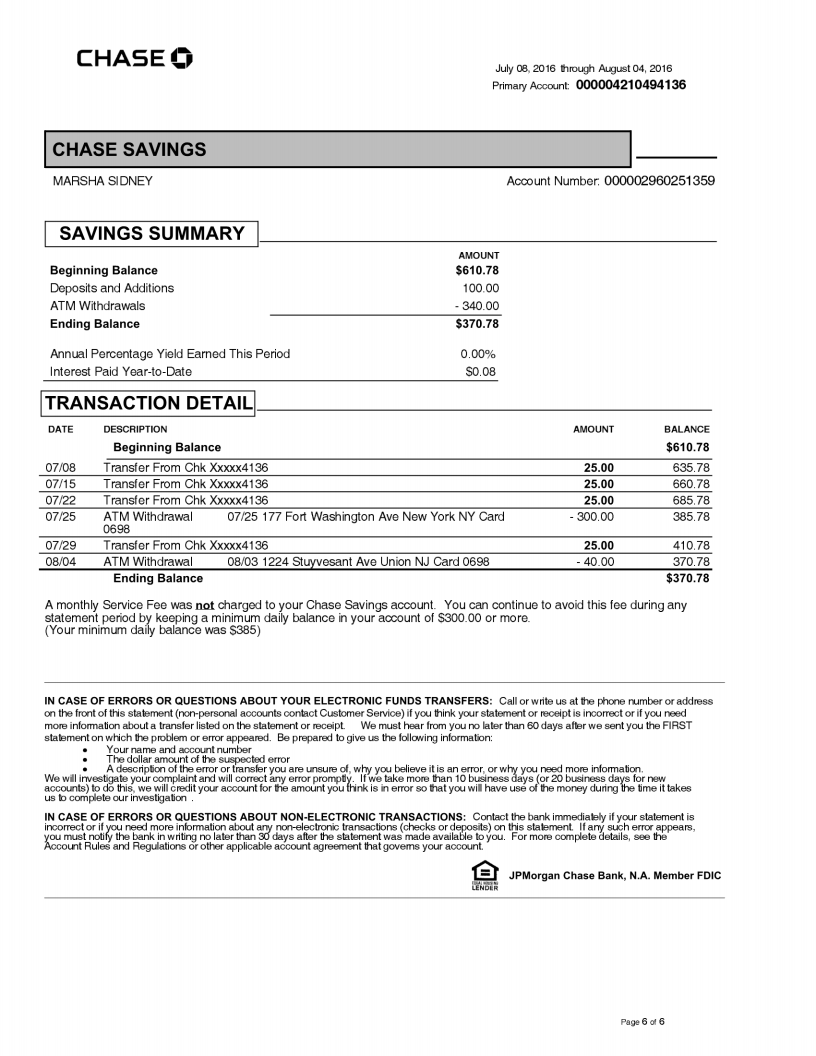 CHASE
July 08, 2016 through August 04, 2016
Primary Account: 000004210494136
CHASE SAVINGS
MARSHA SIDNEY Account Number: 000002960251359
SAVINGS SUMMARY
AMOUNT
Beginning Balance $610.78
Deposits and Additions 100.00
ATM Withdrawals - 340.00
Ending Balance $370.78
Annual Percentage Yield Earned This Period 0.00%
Interest Paid Year-to-Date $0.08
TRANSACTION DETAIL
DATE DESCRIPTION AMOUNT BALANCE
Beginning Balance $610.78
07/08 Transfer From Chk Xxxxx4136 25.00 635.78
07/15 Transfer From Chk Xxxxx4136 25.00 660.78
07/22 Transfer From Chk Xxxxx4136 25.00 685.78
07/25 ATM Withdrawal 07/25 177 Fort Washington Ave New York NY Card - 300.00 385.78
0698
07/29 Transfer From Chk Xxxxx4136 25.00 410.78
08/04 ATM Withdrawal 08/03 1224 Stuyvesant Ave Union NJ Card 0698 - 40.00 370.78
Ending Balance $370.78
A monthly Service Fee was not charged to your Chase Savings account. You can continue to avoid this fee during any
statement period by keeping a minimum daily balance in your account of $300.00 or more.
(Your minimum daily balance was $385)
IN CASE OF ERRORS OR QUESTIONS ABOUT YOUR ELECTRONIC FUNDS TRANSFERS: Call or write us at the phone number or address
on the front of this statement (non-personal accounts contact Customer Service) if you think your statement or receipt is incorrect or if you need
more information about a transfer listed on the statement or receipt. We must hear from you no later than 60 days after we sent you the FIRST
statement on which the problem or error appeared. Be prepared to give us the following information:
• Your name and account number
• The dollar amount of the suspected error
• A description of the error or transfer you are unsure of, why you believe it is an error, or why you need more information.
We will investigate your complaint and will correct any error promptly. If we take more than 10 business days (or 20 business days for new
accounts) to do this, we will credit your account for the amount you think is in error so that you will have use of the money during the time it takes
us to complete our investigation .
IN CASE OF ERRORS OR QUESTIONS ABOUT NON-ELECTRONIC TRANSACTIONS: Contact the bank immediately if your statement is
incorrect or if you need more information about any non-electronic transactions (checks or deposits) on this statement. If any such error appears,
you must notify the bank in writing no later than 30 days after the statement was made available to you. For more complete details, see the
Account Rules and Regulations or other applicable account agreement that governs your account.
EQUAL HOUSING
LENDER
JPMorgan Chase Bank, N.A. Member FDIC
Page 6 of 6